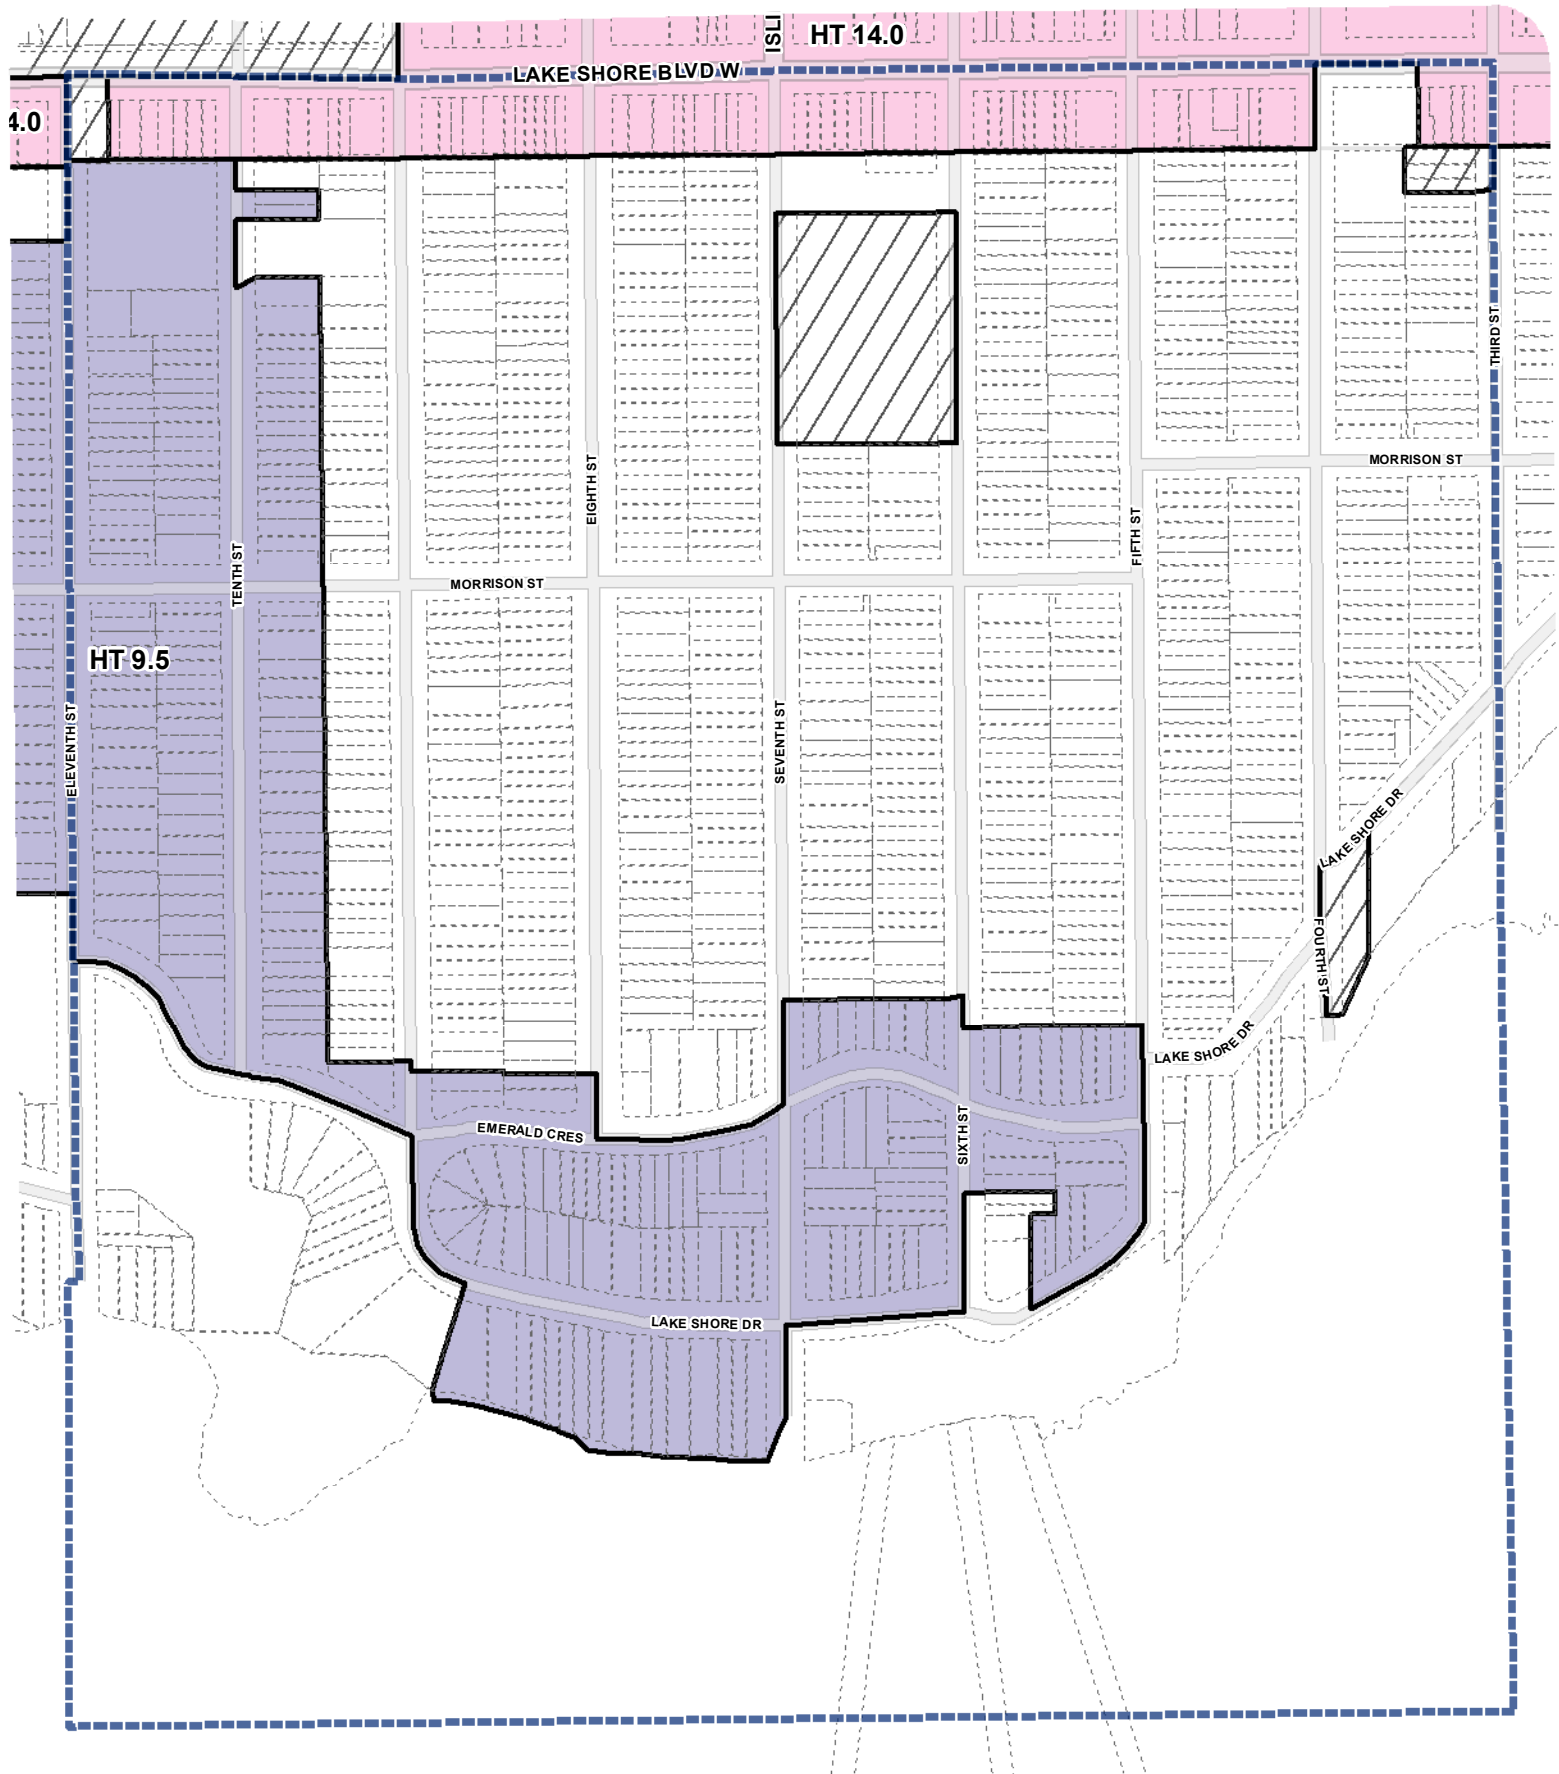 ISLI
HT 14.0
LAKE SHORE BLVD W
4.0
THIRD ST
MORRISON ST
EIGHTH ST
FIFTH ST
TENTH ST
MORRISON ST
HT 9.5
ELEVENTH ST
SEVENTH ST
LAKE SHORE DR
FOURTH ST
LAKE SHORE DR
SIXTH ST
EMERALD CRES
LAKE SHORE DR